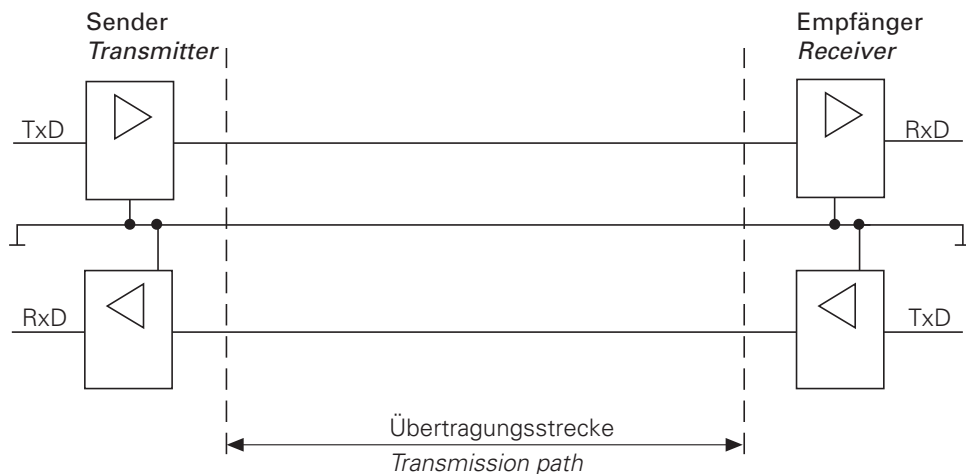 Sender
Transmitter
Empfänger
Receiver
TxD
RxD
RxD
TxD
Übertragungsstrecke
Transmission path